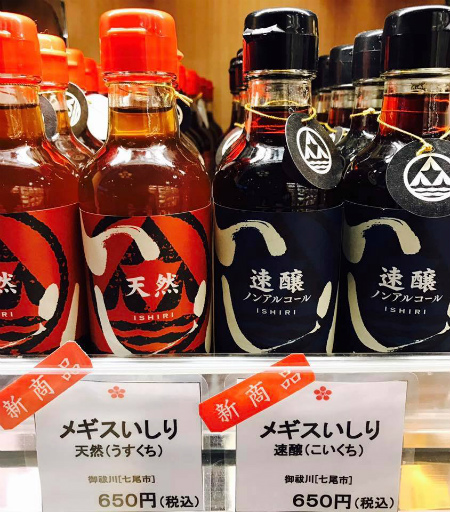 然
天然
ISHIRI
速醸
ノンアルコール
ISHIRI
速醸
ノンアルコール
ISHIRI
新商品
メギスいしり
天然(うすくち)
御祓川[七尾市]
650円(税込)
新商品
メギスいしり
速醸(こいくち)
御祓川[七尾市]
650円(税込)